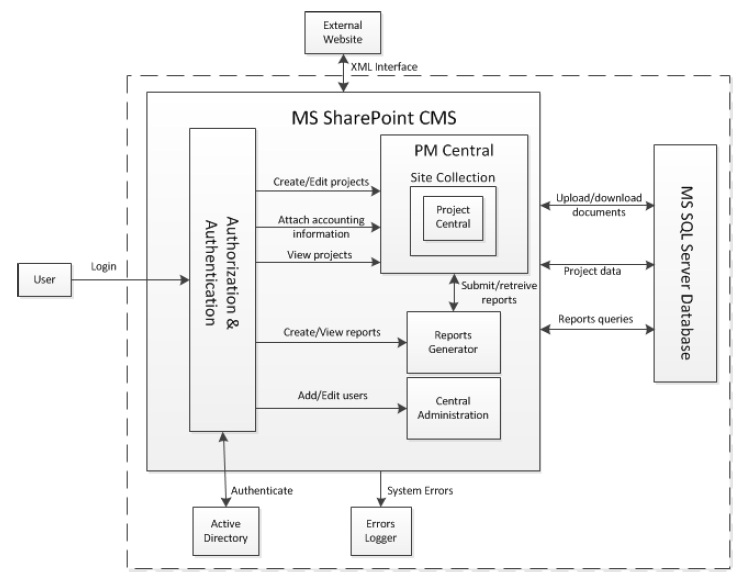 External
Website
XML Interface
MS SharePoint CMS
PM Central
Site Collection
Project
Central
Create/Edit projects
Attach accounting
information
View projects
Authorization &
Authentication
User
Login
Submit/retreive
reports
Create/View reports
Reports
Generator
Add/Edit users
Central
Administration
Upload/download
documents
Project data
Reports queries
MS SQL Server Database
Authenticate
System Errors
Active
Directory
Errors
Logger